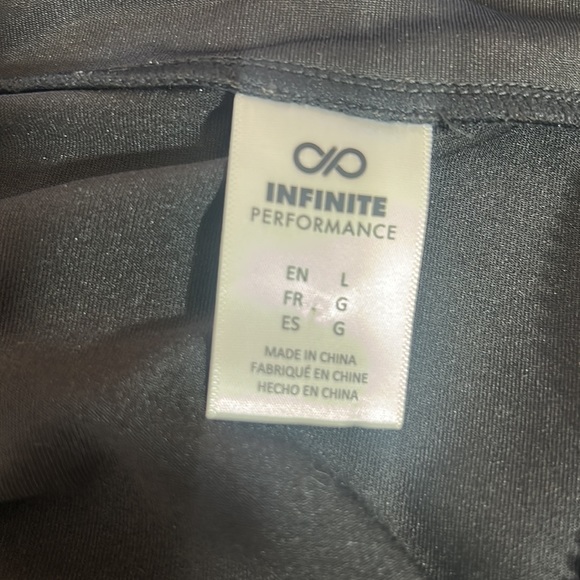 INFINITE
PERFORMANCE
EN L
FR G
ES G
MADE IN CHINA
FABRIQUÉ EN CHINE
HECHO EN CHINA